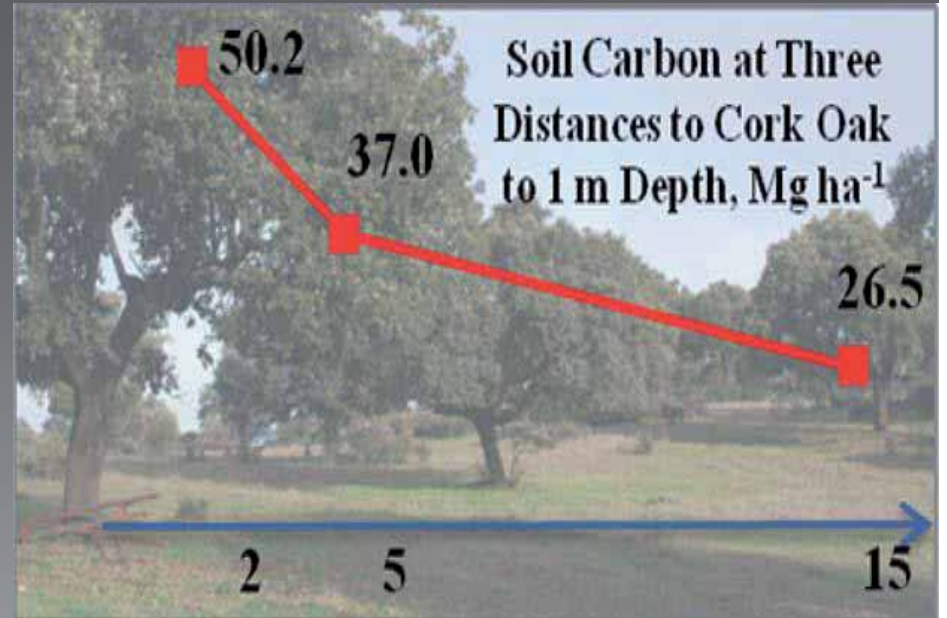 50.2
Soil Carbon at Three
Distances to Cork Oak
to 1 m Depth, Mg ha⁻¹
37.0
26.5
2 5 15